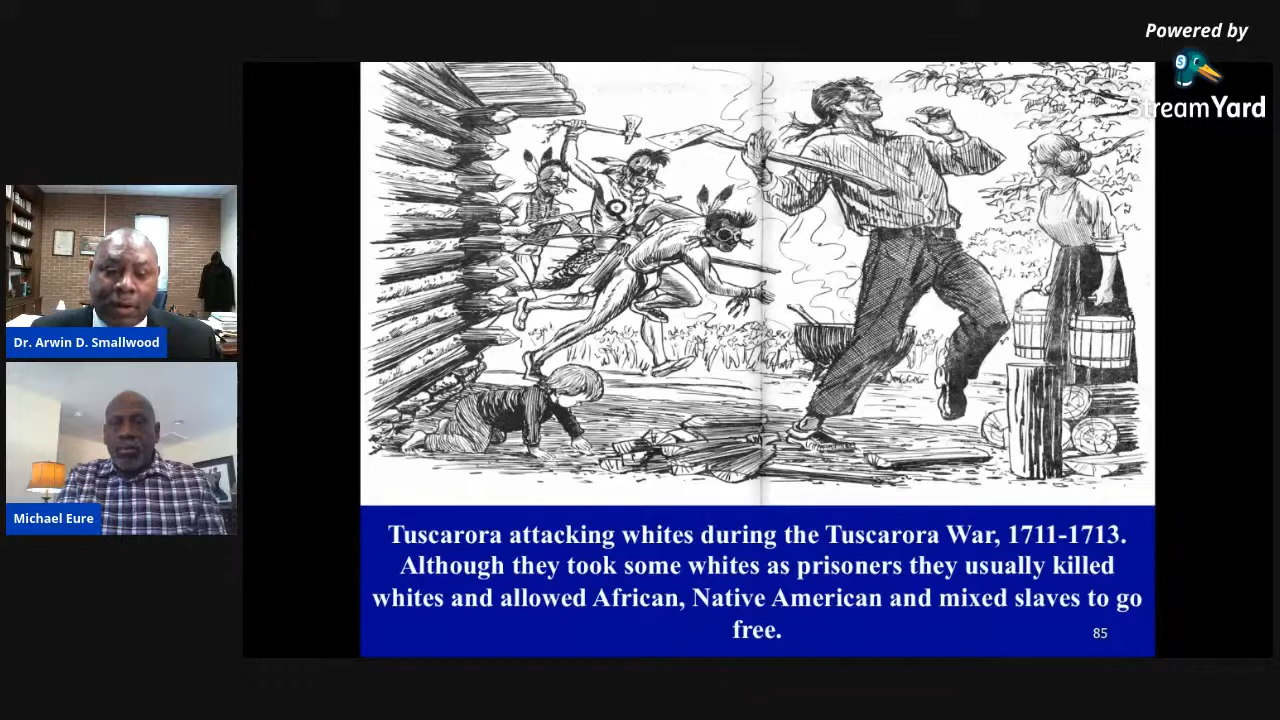 Powered by
StreamYard
Dr. Arwin D. Smallwood
Michael Eure
Tuscarora attacking whites during the Tuscarora War, 1711-1713.
Although they took some whites as prisoners they usually killed
whites and allowed African, Native American and mixed slaves to go
free.
85